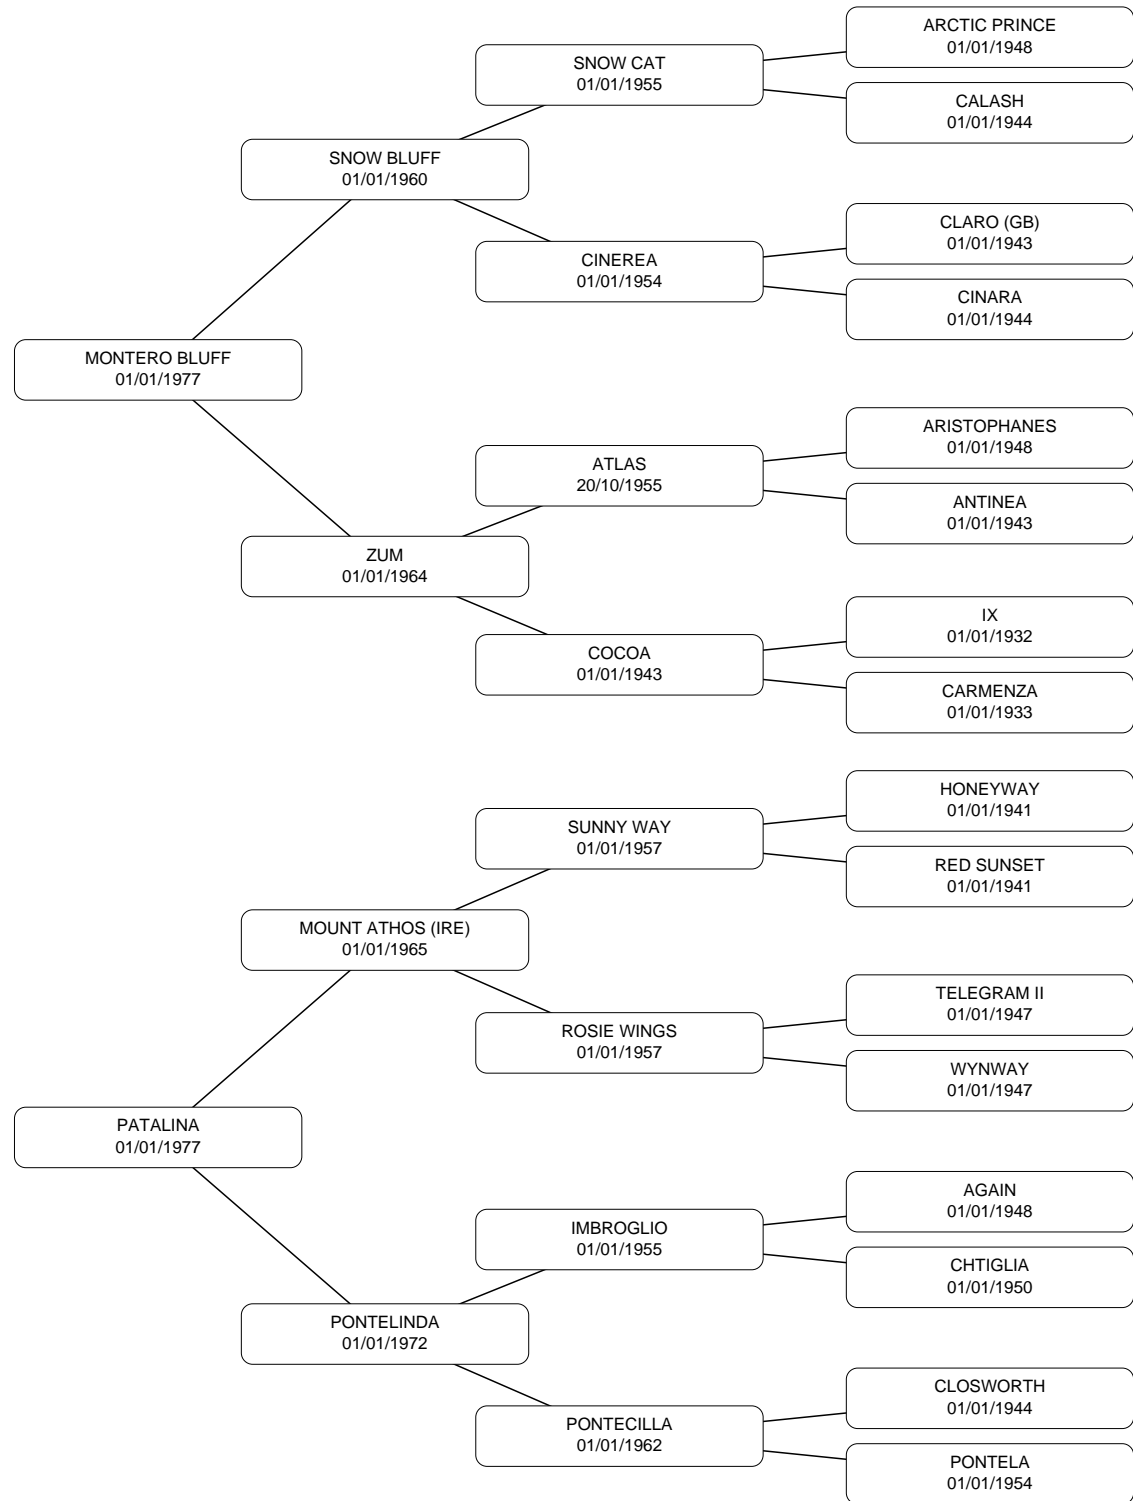 ARCTIC PRINCE
01/01/1948
SNOW CAT
01/01/1955
CALASH
01/01/1944
SNOW BLUFF
01/01/1960
CLARO (GB)
01/01/1943
CINEREA
01/01/1954
CINARA
01/01/1944
MONTERO BLUFF
01/01/1977
ARISTOPHANES
01/01/1948
ATLAS
20/10/1955
ANTINEA
01/01/1943
ZUM
01/01/1964
IX
01/01/1932
COCOA
01/01/1943
CARMENZA
01/01/1933
HONEYWAY
01/01/1941
SUNNY WAY
01/01/1957
RED SUNSET
01/01/1941
MOUNT ATHOS (IRE)
01/01/1965
TELEGRAM II
01/01/1947
ROSIE WINGS
01/01/1957
WYNWAY
01/01/1947
PATALINA
01/01/1977
AGAIN
01/01/1948
IMBROGLIO
01/01/1955
CHTIGLIA
01/01/1950
PONTELINDA
01/01/1972
CLOSWORTH
01/01/1944
PONTECILLA
01/01/1962
PONTELA
01/01/1954